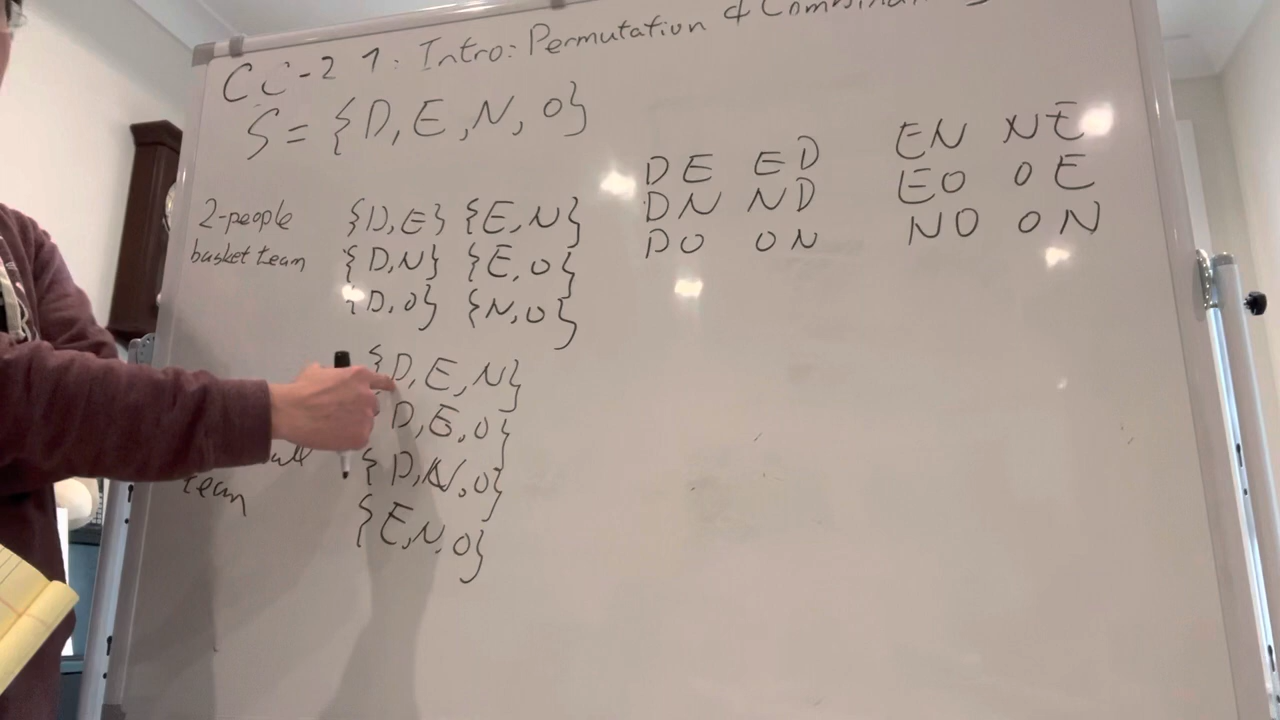 CC-2 1: Intro: Permutation &
S = {D, E, N, O}
2-people basket team
{D, E} {E, N}
{D, N} {E, O}
{D, O} {N, O}
DE ED EN NE
DN ND EO OE
DO ON NO ON
{D, E, N}
D, E, O}
{D, N, O}
{E, N, O}
team